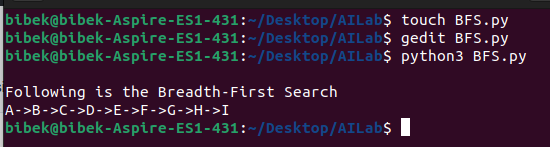 bibek@bibek-Aspire-ES1-431:~/Desktop/AILab$ touch BFS.py
bibek@bibek-Aspire-ES1-431:~/Desktop/AILab$ gedit BFS.py
bibek@bibek-Aspire-ES1-431:~/Desktop/AILab$ python3 BFS.py
Following is the Breadth-First Search
A->B->C->D->E->F->G->H->I
bibek@bibek-Aspire-ES1-431:~/Desktop/AILab$